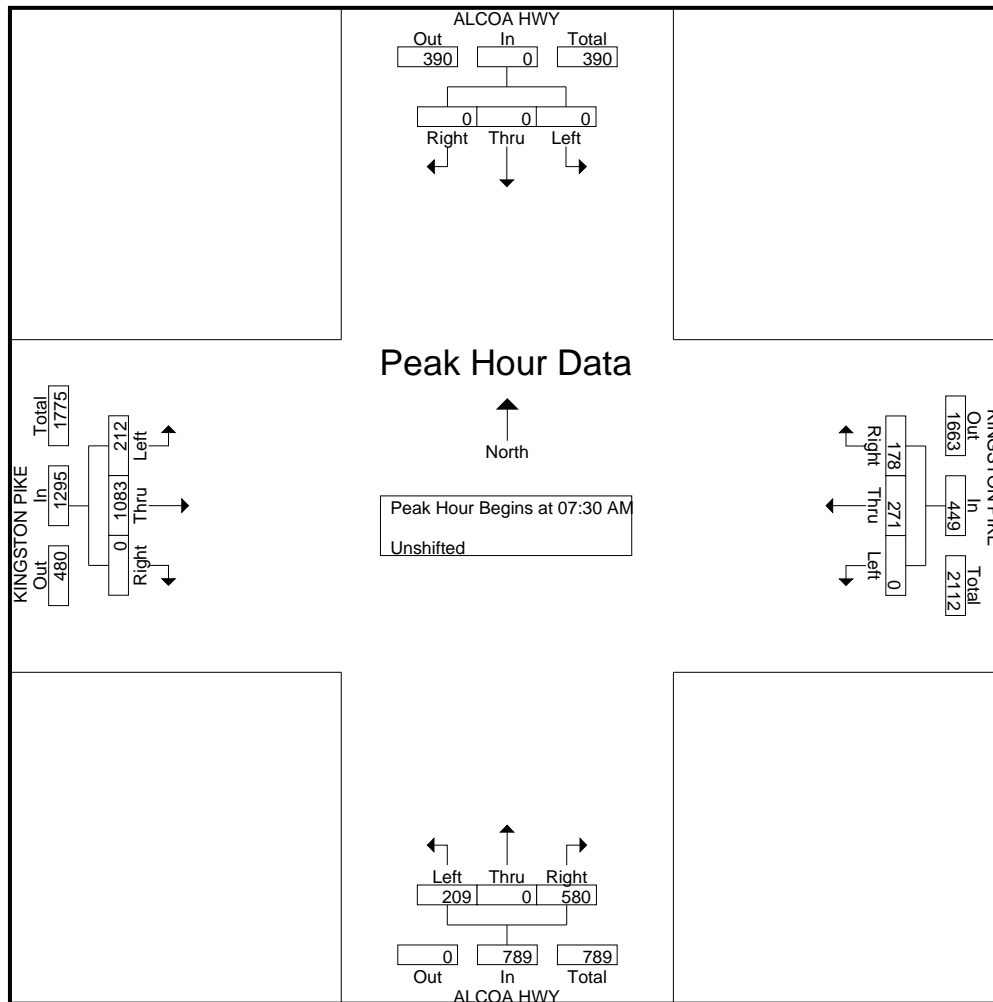 ALCOA HWY
Out In Total
390 0 390
0 0 0
Right Thru Left
Peak Hour Data
North
Peak Hour Begins at 07:30 AM
Unshifted
KINGSTON PIKE
Out In Total
480 1295 1775
212 1083 0
Left Thru Right
KINGSTON PIKE
Out In Total
1663 449 2112
178 271 0
Right Thru Left
Left Thru Right
209 0 580
0 789 789
Out In Total
ALCOA HWY